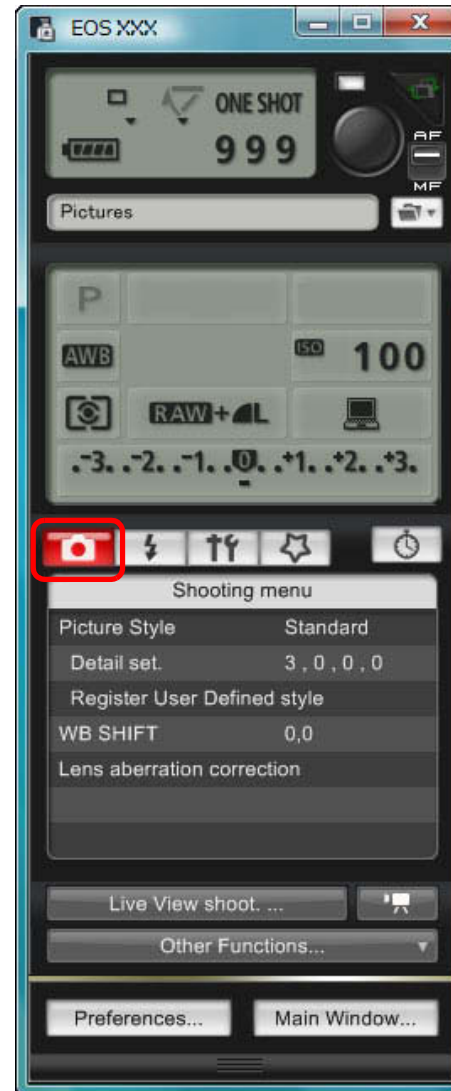 EOS XXX
ONE SHOT
999
AF
MF
Pictures
P
AWB
ISO 100
RAW+L
.-3. .-2. .-1. .0. .+1. .+2. .+3.
Shooting menu
Picture Style Standard
Detail set. 3 , 0 , 0 , 0
Register User Defined style
WB SHIFT 0,0
Lens aberration correction
Live View shoot. ...
Other Functions...
Preferences... Main Window...